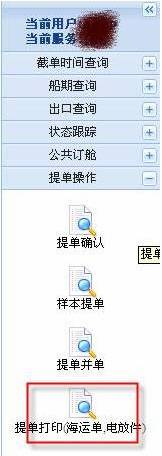 当前用户
当前服务
截单时间查询
船期查询
出口查询
状态跟踪
公共订舱
提单操作
提单确认
提单
样本提单
提单并单
提单打印(海运单,电放件)